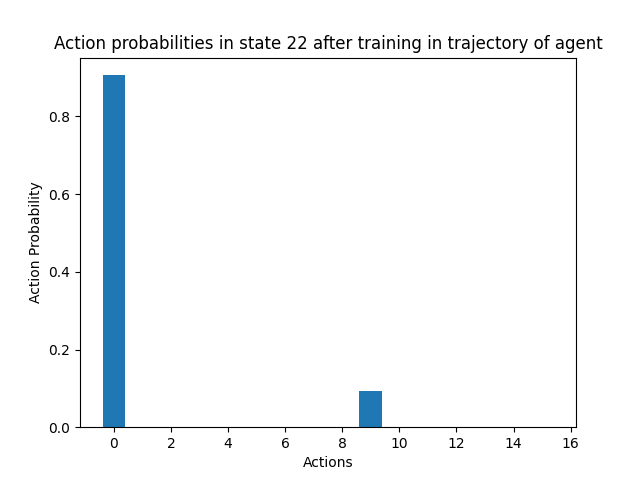 Action probabilities in state 22 after training in trajectory of agent
Action Probability
0.8
0.6
0.4
0.2
0.0
0 2 4 6 8 10 12 14 16
Actions